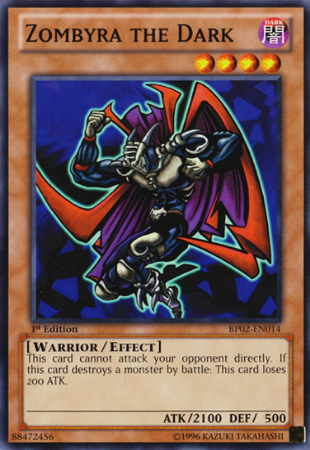 Zombyra the Dark
DARK
闇
1st Edition
BP02-EN014
[Warrior/Effect]
This card cannot attack your opponent directly. If
this card destroys a monster by battle: This card loses
200 ATK.
ATK/2100 DEF/ 500
88472456
©1996 KAZUKI TAKAHASHI